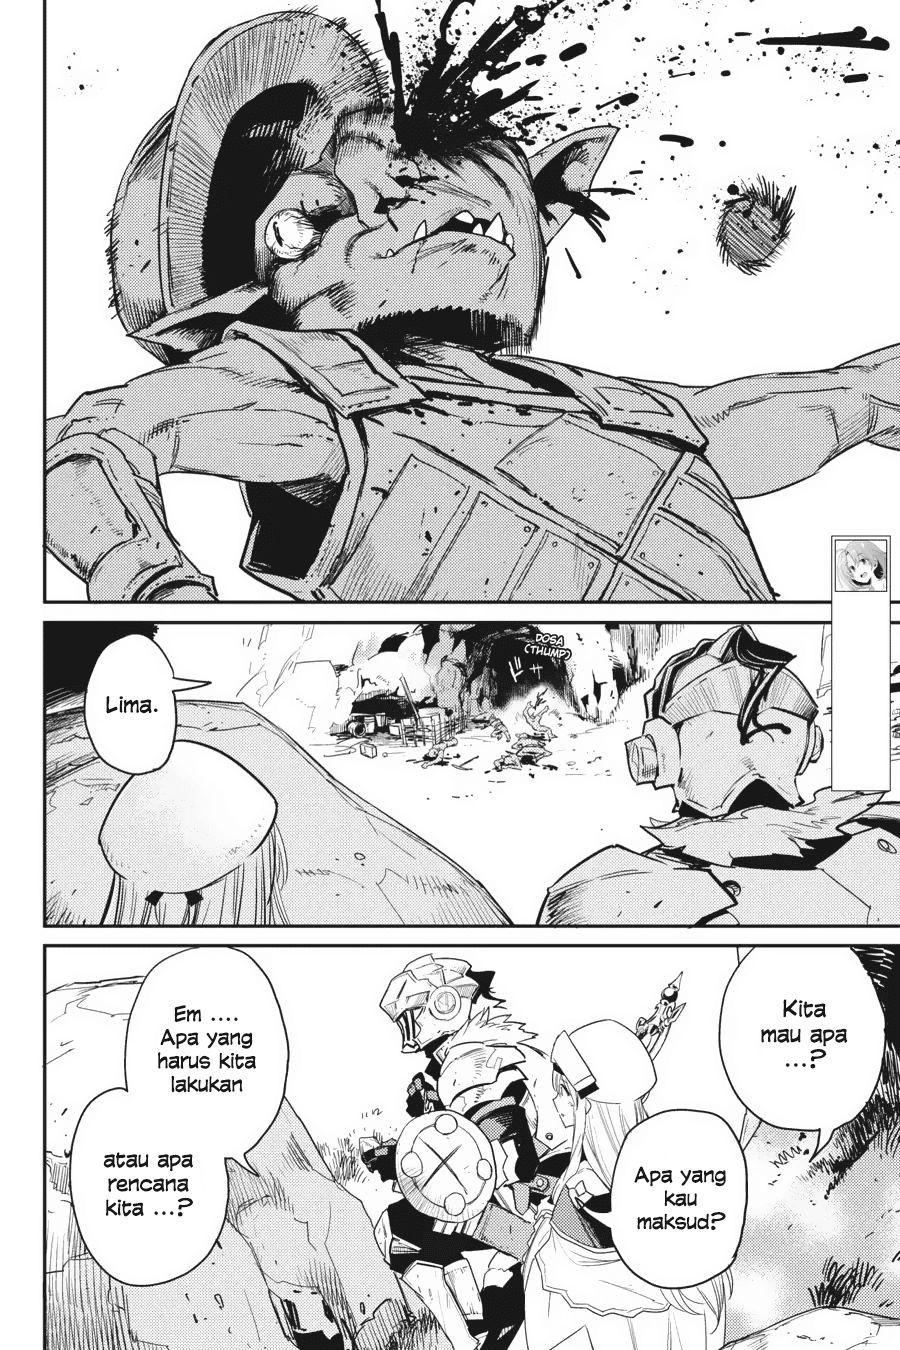 DOSA
(THUMP)
ドサ
Lima.
Kita
mau apa
...?
Apa yang
kau
maksud?
Em ....
Apa yang
harus kita
lakukan
atau apa
rencana
kita ...?